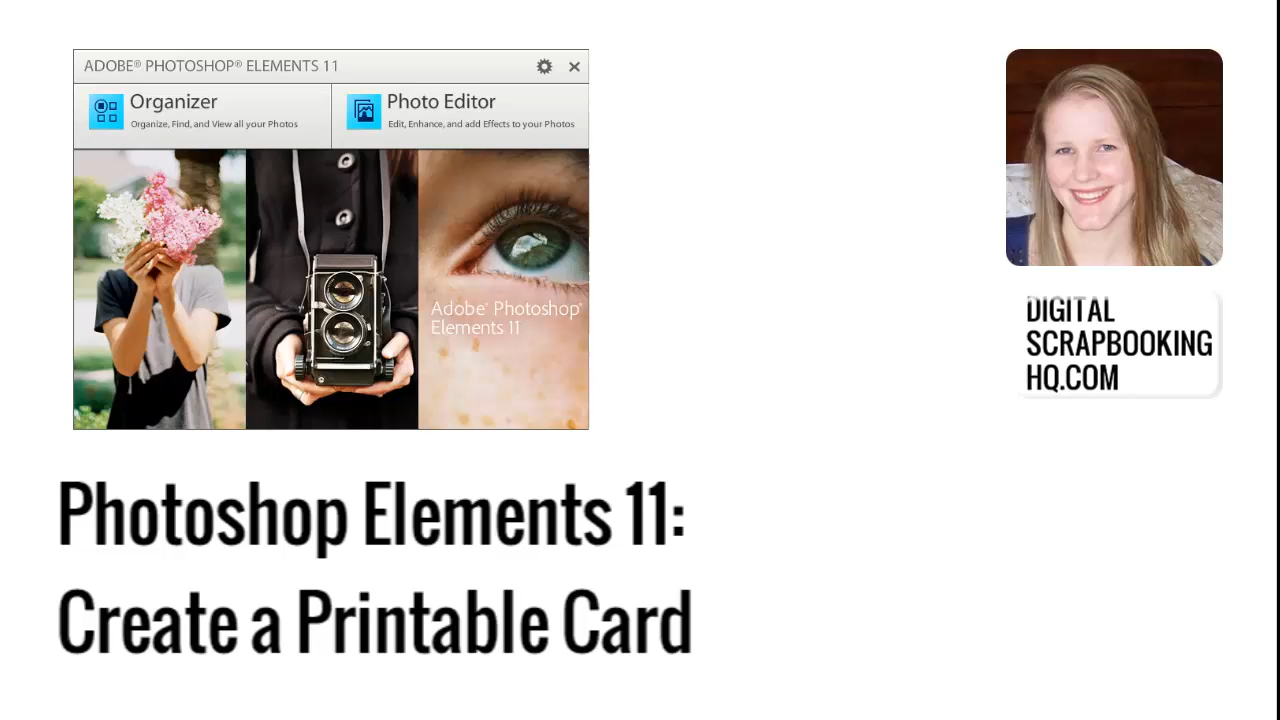 ADOBE® PHOTOSHOP® ELEMENTS 11
Organizer
Organize, Find, and View all your Photos
Photo Editor
Edit, Enhance, and add Effects to your Photos
Adobe® Photoshop®
Elements 11
DIGITAL
SCRAPBOOKING
HQ.COM
Photoshop Elements 11:
Create a Printable Card